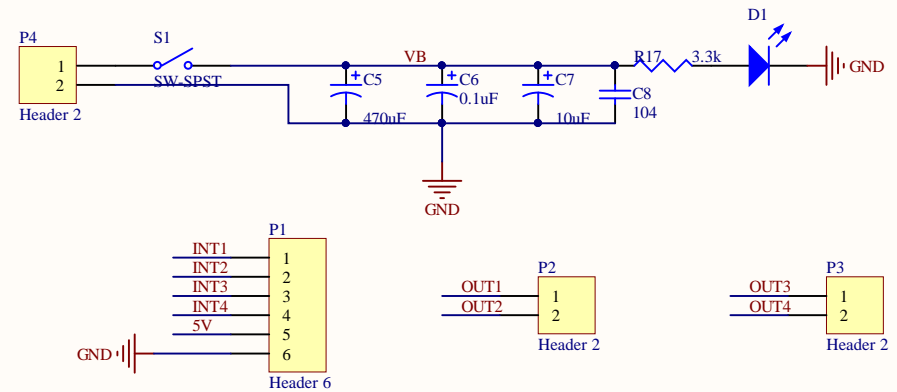 D1
P4
S1
1
2
SW-SPST
Header 2
VB
C5
470uF
C6
0.1uF
C7
10uF
C8
104
R17
3.3k
GND
GND
P1
INT1
1
INT2
2
INT3
3
INT4
4
5V
5
GND
6
Header 6
P2
OUT1
1
OUT2
2
Header 2
P3
OUT3
1
OUT4
2
Header 2